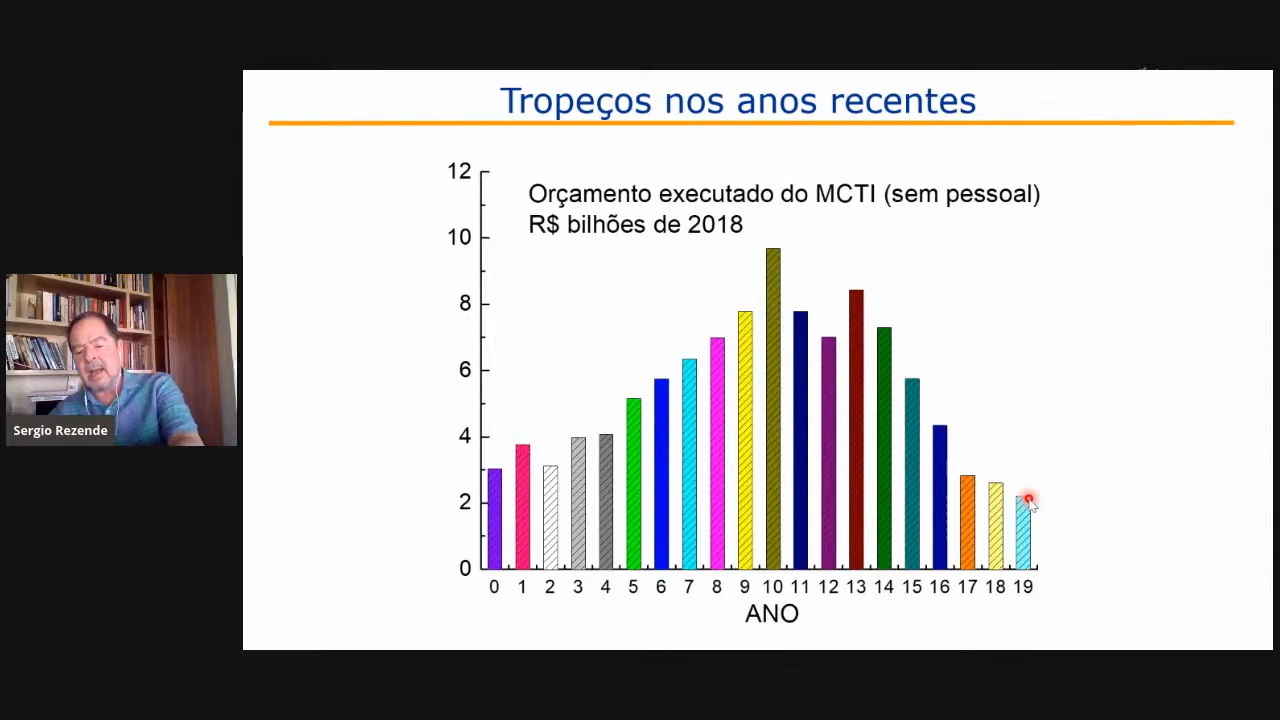 Tropeços nos anos recentes
Orçamento executado do MCTI (sem pessoal)
R$ bilhões de 2018
12
10
8
6
4
2
0
0 1 2 3 4 5 6 7 8 9 10 11 12 13 14 15 16 17 18 19
ANO
Sergio Rezende